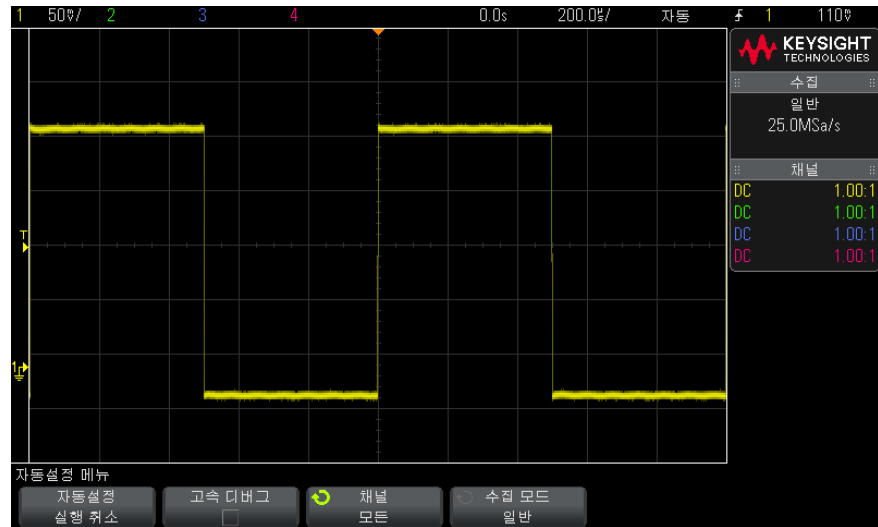 1 50㎷/ 2 3 4 0.0s 200.0㎲/ 자동 1 110㎷
KEYSIGHT
TECHNOLOGIES
수집
일반
25.0MSa/s
채널
DC 1.00:1
DC 1.00:1
DC 1.00:1
DC 1.00:1
T
1
자동설정 메뉴
자동설정
실행 취소
고속 디버그
채널
모든
수집 모드
일반